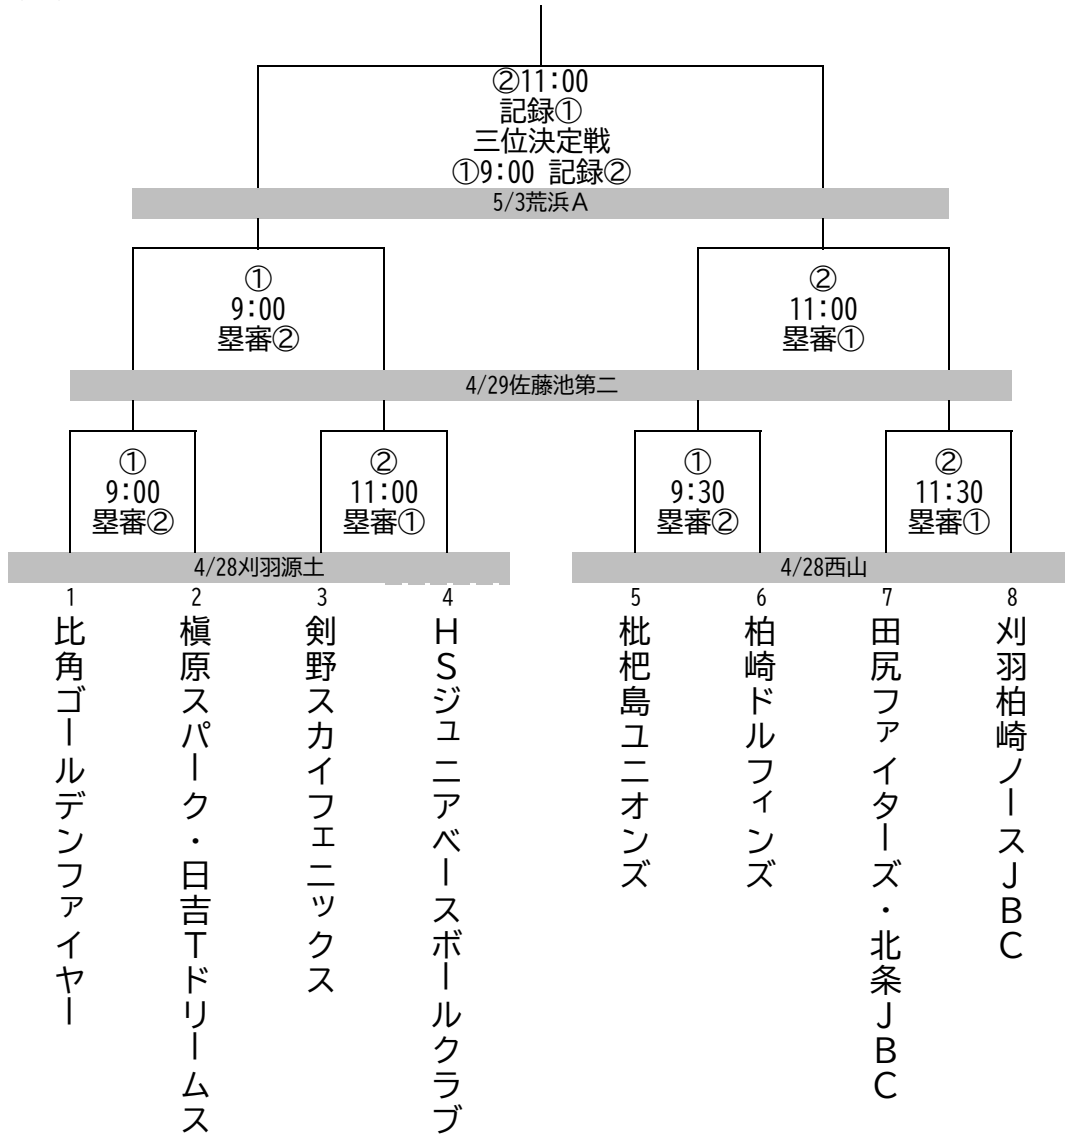 ②11:00
記録①
三位決定戦
①9:00 記録②
5/3荒浜A
①
9:00
塁審②
②
11:00
塁審①
4/29佐藤池第二
①
9:00
塁審②
②
11:00
塁審①
①
9:30
塁審②
②
11:30
塁審①
4/28刈羽源土
4/28西山
1
比角ゴールデンファイヤー
2
槇原スパーク・日吉Tドリームス
3
剣野スカイフェニックス
4
HSジュニアベースボールクラブ
5
枇杷島ユニオンズ
6
柏崎ドルフィンズ
7
田尻ファイターズ・北条JBC
8
刈羽柏崎ノースJBC